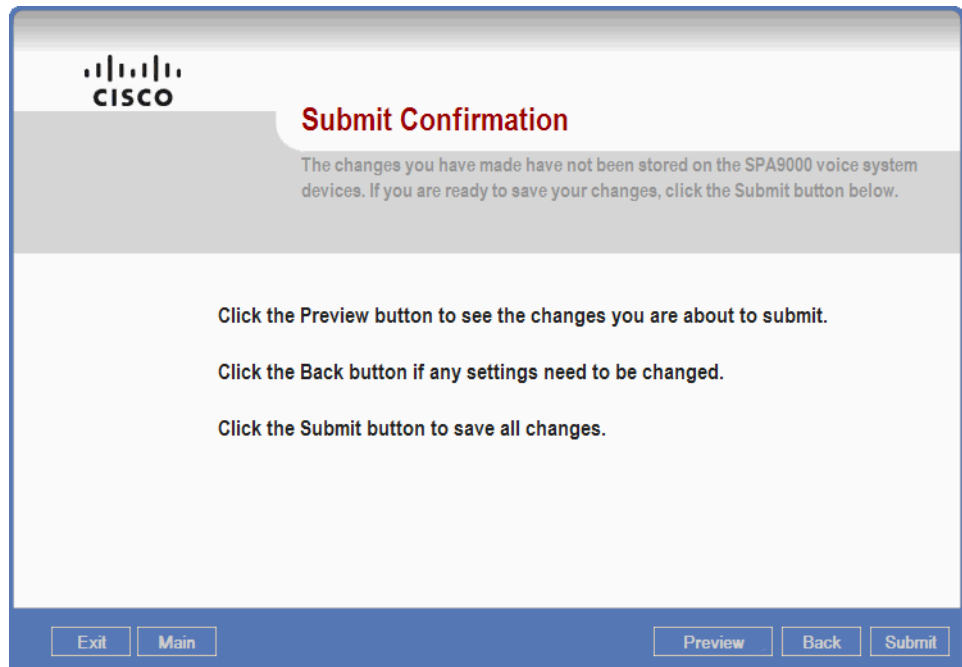 CISCO
Submit Confirmation
The changes you have made have not been stored on the SPA9000 voice system
devices. If you are ready to save your changes, click the Submit button below.
Click the Preview button to see the changes you are about to submit.
Click the Back button if any settings need to be changed.
Click the Submit button to save all changes.
Exit Main Preview Back Submit